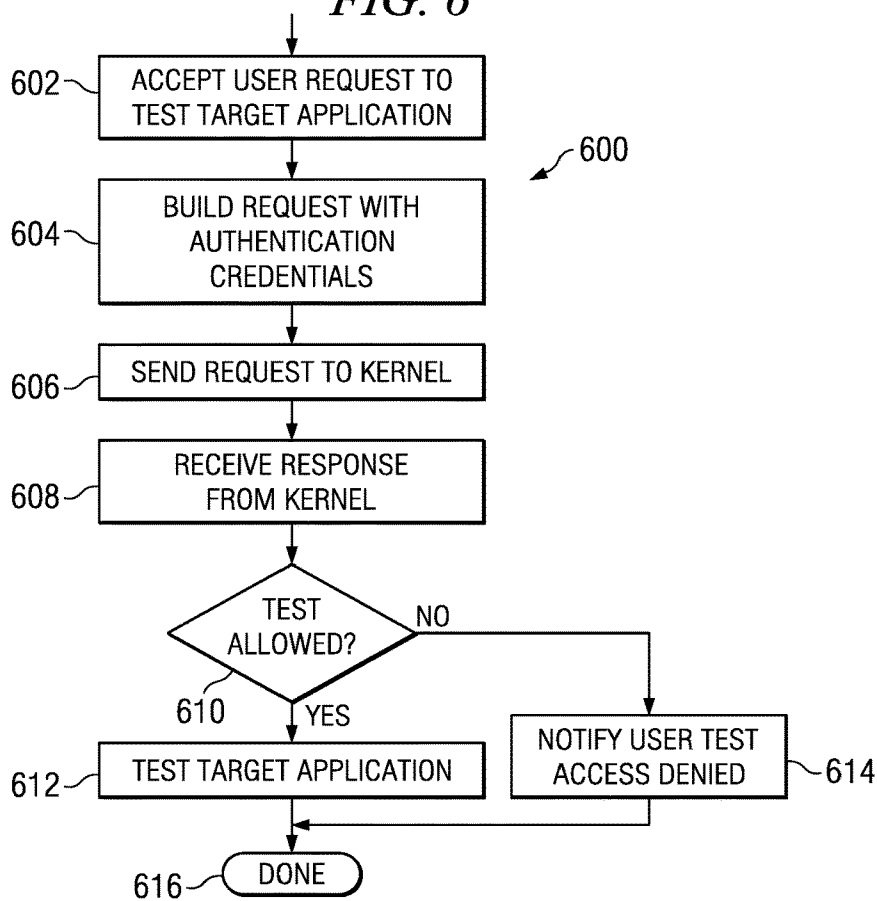 FIG. 6
602
ACCEPT USER REQUEST TO
TEST TARGET APPLICATION
600
604
BUILD REQUEST WITH
AUTHENTICATION
CREDENTIALS
606
SEND REQUEST TO KERNEL
608
RECEIVE RESPONSE
FROM KERNEL
TEST
ALLOWED?
NO
610
YES
612
TEST TARGET APPLICATION
NOTIFY USER TEST
ACCESS DENIED
614
616
DONE